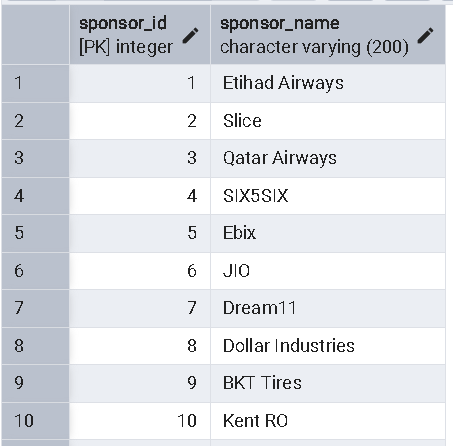 sponsor_id sponsor_name
[PK] integer character varying (200)
1 1 Etihad Airways
2 2 Slice
3 3 Qatar Airways
4 4 SIX5SIX
5 5 Ebix
6 6 JIO
7 7 Dream11
8 8 Dollar Industries
9 9 BKT Tires
10 10 Kent RO